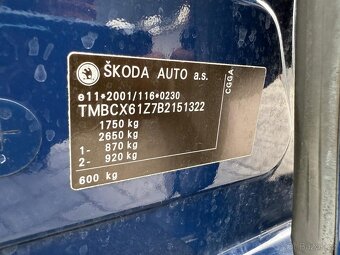 ŠKODA AUTO a.s.
e11*2001/116*0230
TMBCX61Z7B2151322
1750 kg
2650 kg
1- 870 kg
2- 920 kg
600 kg
CGGA